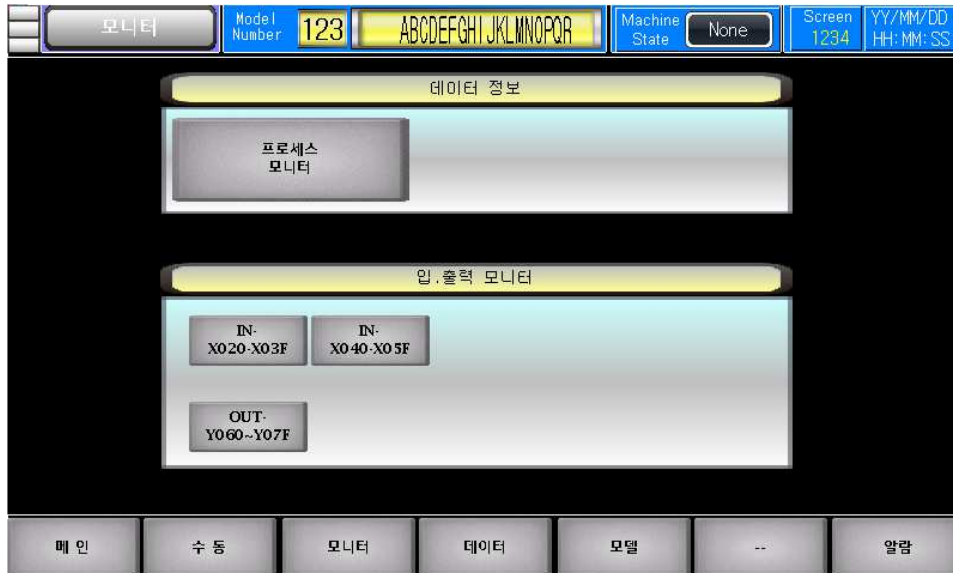 모니터
Model Number
123
ABCDEFGHIJKLMNOPQR
Machine State
None
Screen
1234
YY/MM/DD
HH:MM:SS
데이터 정보
프로세스
모니터
입.출력 모니터
IN-
X020-X03F
IN-
X040-X05F
OUT-
Y060~Y07F
메 인
수 동
모니터
데이터
모델
--
알람